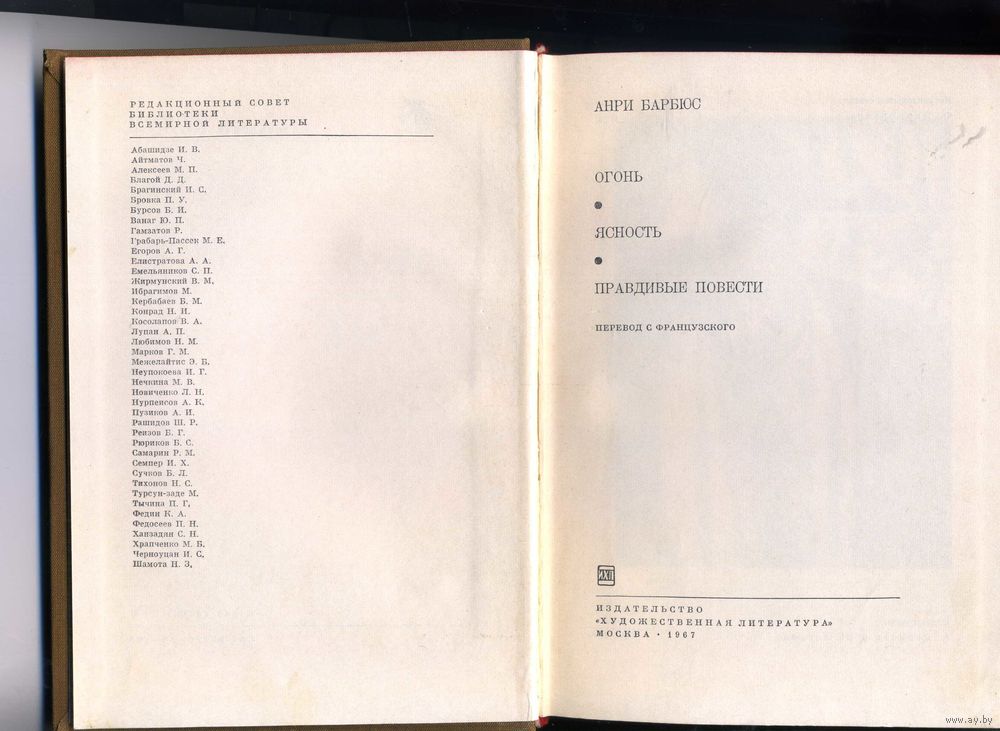 РЕДАКЦИОННЫЙ СОВЕТ
БИБЛИОТЕКИ
ВСЕМИРНОЙ ЛИТЕРАТУРЫ
Абашидзе И. В.
Айтматов Ч.
Алексеев М. П.
Благой Д. Д.
Брагинский И. С.
Бровка П. У.
Бурсов Б. И.
Ванаг Ю. П.
Гамзатов Р.
Грабарь-Пассек М. Е.
Егоров А. Г.
Елистратова А. А.
Емельяников С. П.
Жирмунский В. М.
Ибрагимов М.
Кербабаев Б. М.
Конрад Н. И.
Косолапов В. А.
Лупан А. П.
Любимов Н. М.
Марков Г. М.
Межелайтис Э. Б.
Неупокоева И. Г.
Нечкина М. В.
Новиченко Л. Н.
Нурпеисов А. К.
Пузиков А. И.
Рашидов Ш. Р.
Реизов Б. Г.
Рюриков Б. С.
Самарин Р. М.
Семпер И. Х.
Сучков Б. Л.
Тихонов Н. С.
Турсун-заде М.
Тычина П. Г.
Федин К. А.
Федосеев П. Н.
Ханзадян С. Н.
Храпченко М. Б.
Черноуцан И. С.
Шамота Н. З.
АНРИ БАРБЮС
ОГОНЬ
•
ЯСНОСТЬ
•
ПРАВДИВЫЕ ПОВЕСТИ
ПЕРЕВОД С ФРАНЦУЗСКОГО
ИЗДАТЕЛЬСТВО
«ХУДОЖЕСТВЕННАЯ ЛИТЕРАТУРА»
МОСКВА · 1967
www.ay.by